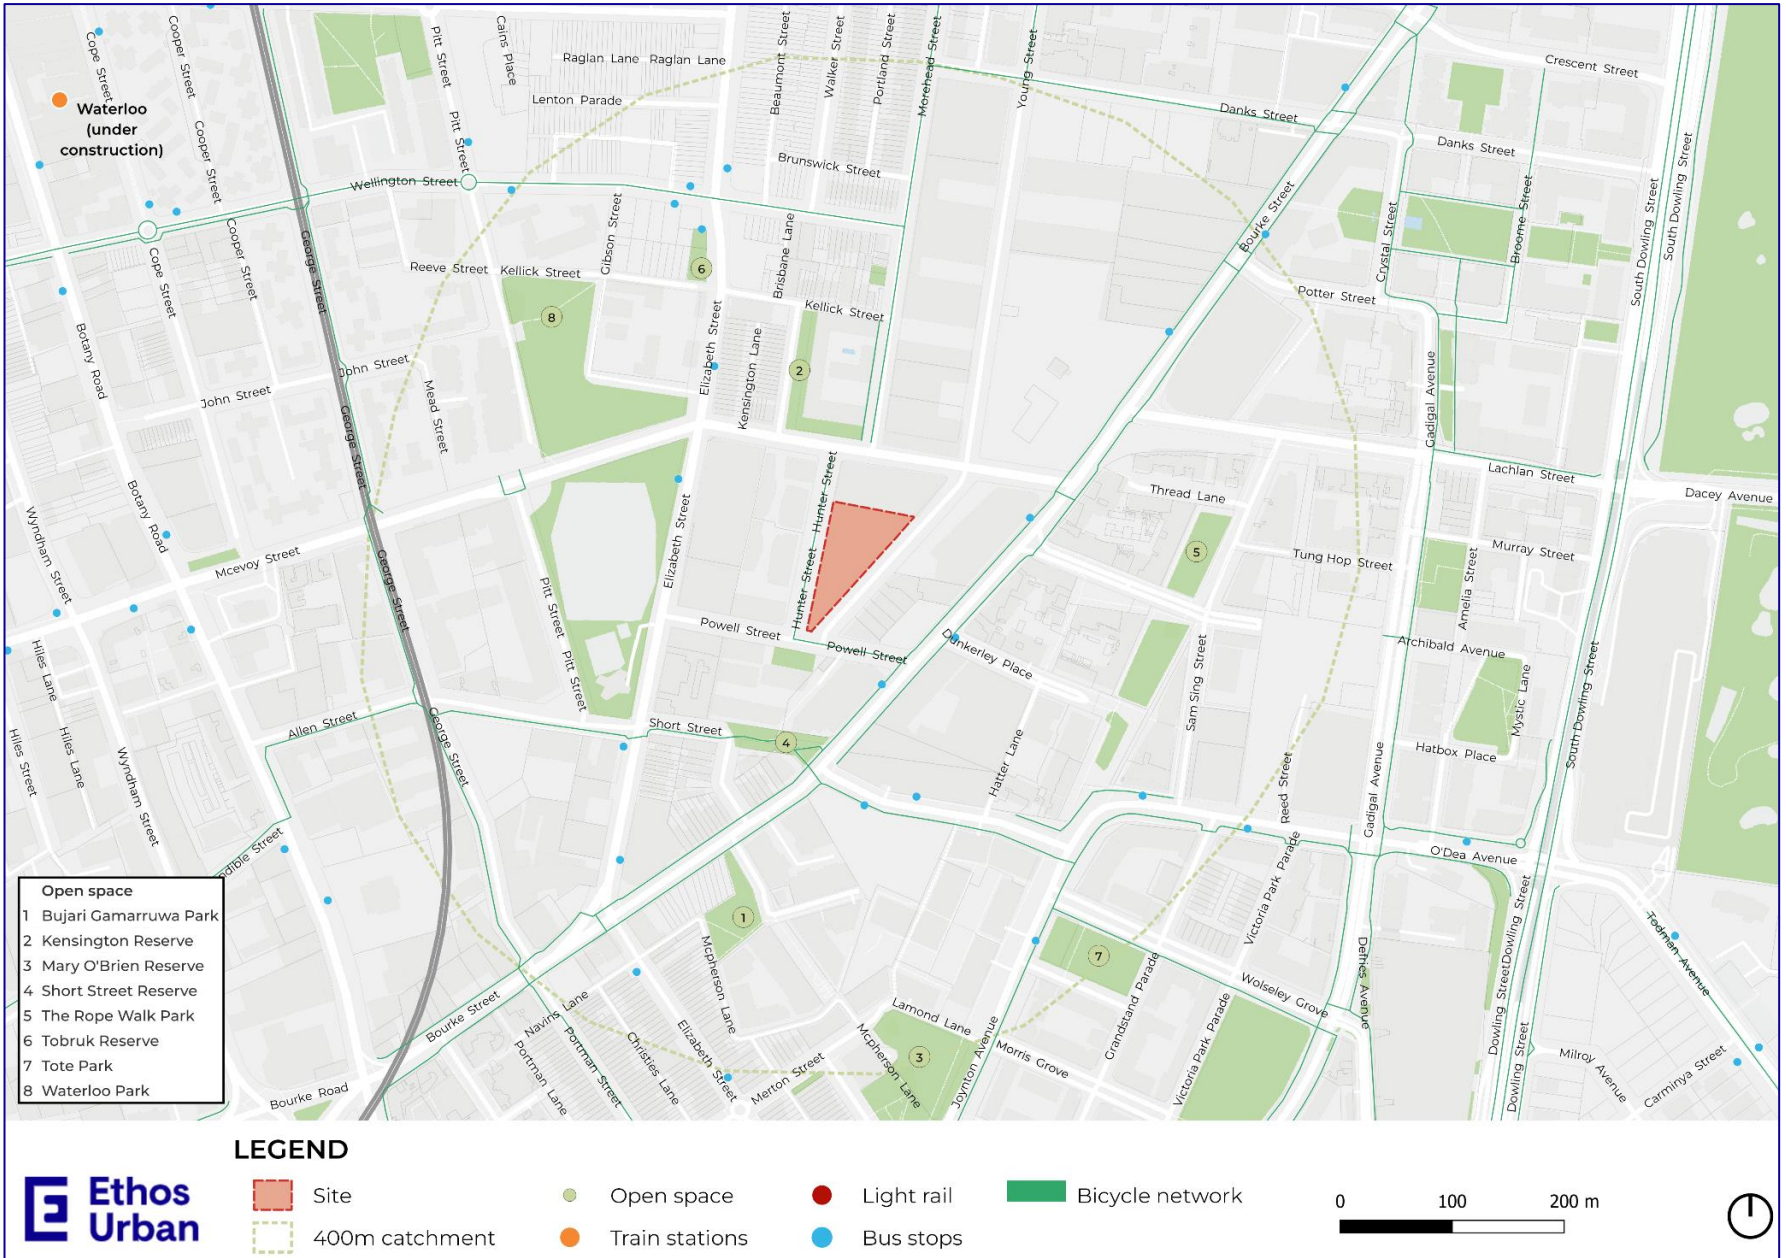 Cope Street
Cooper Street
Pitt Street
Cains Place
Raglan Lane
Raglan Lane
Beaumont Street
Walker Street
Portland Street
Morehead Street
Young Street
Crescent Street
Waterloo
(under
construction)
Lenton Parade
Danks Street
Danks Street
Cooper Street
Pitt Street
Brunswick Street
Wellington Street
South Dowling Street
South Dowling Street
Cope Street
Cooper Street
George Street
Gibson Street
Brisbane Lane
Bourke Street
Crystal Street
Broome Street
Reeve Street
Kellick Street
6
Kellick Street
Potter Street
8
Botany Road
John Street
John Street
Mead Street
Elizabeth Street
Kensington Lane
2
Gadigal Avenue
George Street
Lachlan Street
Dacey Avenue
Thread Lane
Botany Road
Wyndham Street
Mcevoy Street
George Street
Pitt Street
Elizabeth Street
Hunter Street
Hunter Street
5
Tung Hop Street
Murray Street
Amelia Street
Powell Street
Powell Street
Dunkerley Place
Archibald Avenue
Hiles Lane
Hiles Lane
Hiles Street
Wyndham Street
Allen Street
George Street
Pitt Street
Short Street
4
Hatter Lane
Sam Sing Street
Reed Street
Gadigal Avenue
Mystic Lane
Hatbox Place
South Dowling Street
O'Dea Avenue
ndible Street
Open space
1 Bujari Gamarruwa Park
2 Kensington Reserve
3 Mary O'Brien Reserve
4 Short Street Reserve
5 The Rope Walk Park
6 Tobruk Reserve
7 Tote Park
8 Waterloo Park
1
Mcpherson Lane
7
Victoria Park Parade
Grandstand Parade
Wolseley Grove
Defries Avenue
Dowling Street
Dowling Street
Todman Avenue
Bourke Street
Navins Lane
Portman Street
Portman Lane
Christies Lane
Elizabeth Street
Merton Street
Mcpherson Lane
3
Lamond Lane
Morris Grove
Joynton Avenue
Victoria Park Parade
Dowling Street
Milroy Avenue
Carminya Street
Bourke Road
LEGEND
Ethos
Urban
Site
400m catchment
Open space
Train stations
Light rail
Bus stops
Bicycle network
0 100 200 m